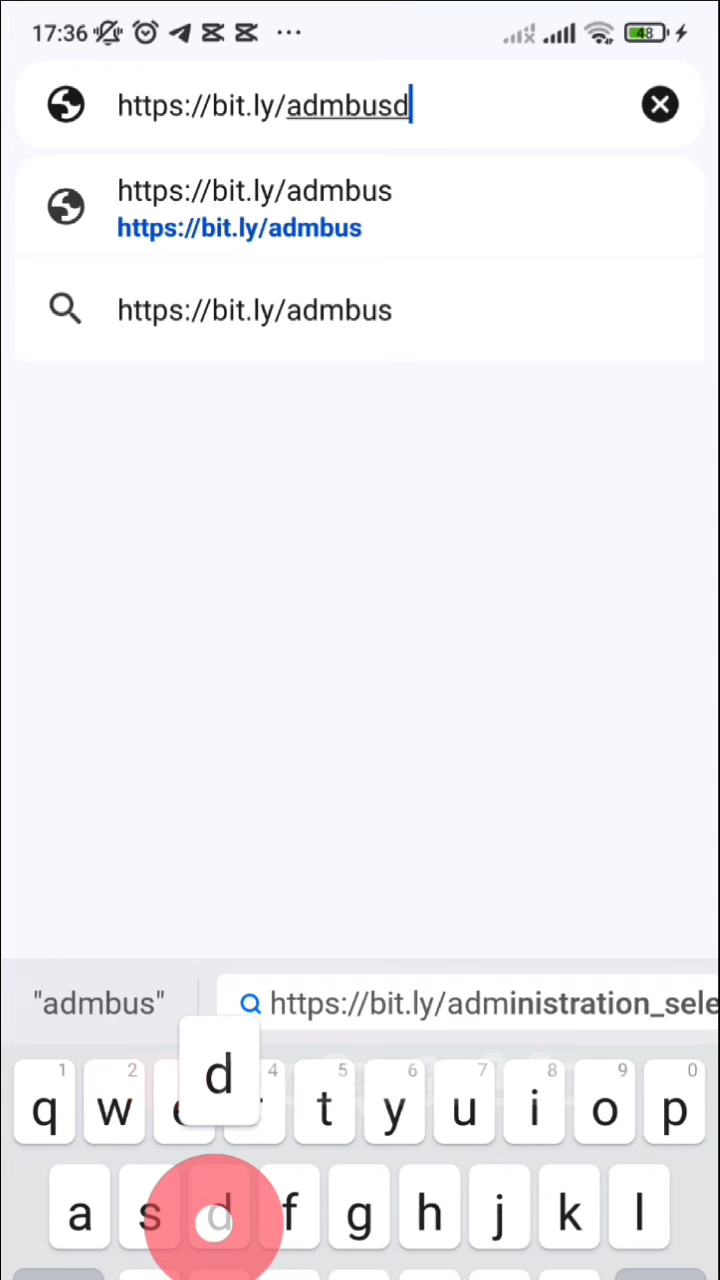 17:36 48
https://bit.ly/admbusd
https://bit.ly/admbus
https://bit.ly/admbus
https://bit.ly/admbus
"admbus" https://bit.ly/administration_sele
d
1 2 4 5 6 7 8 9 0
q w e t y u i o p
a s d f g h j k l